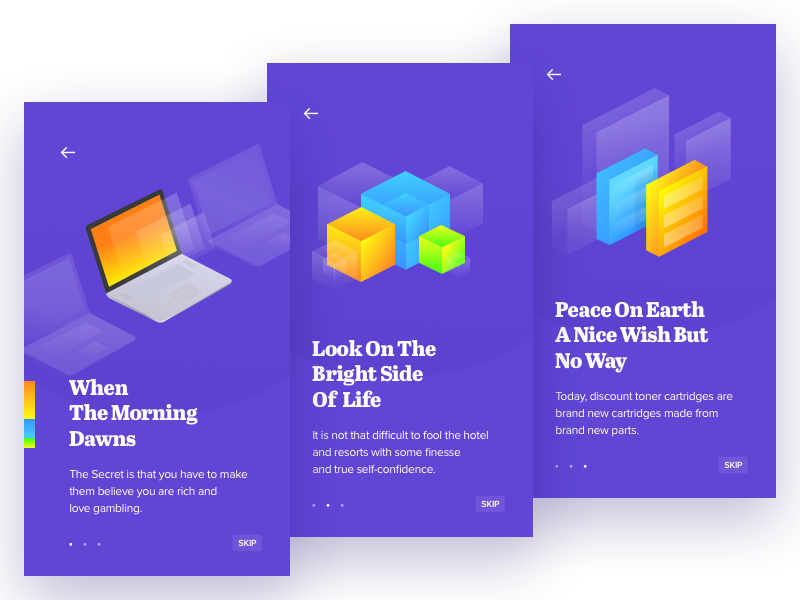 When
The Morning
Dawns
The Secret is that you have to make
them believe you are rich and
love gambling.
SKIP
Look On The
Bright Side
Of Life
It is not that difficult to fool the hotel
and resorts with some finesse
and true self-confidence.
SKIP
Peace On Earth
A Nice Wish But
No Way
Today, discount toner cartridges are
brand new cartridges made from
brand new parts.
SKIP